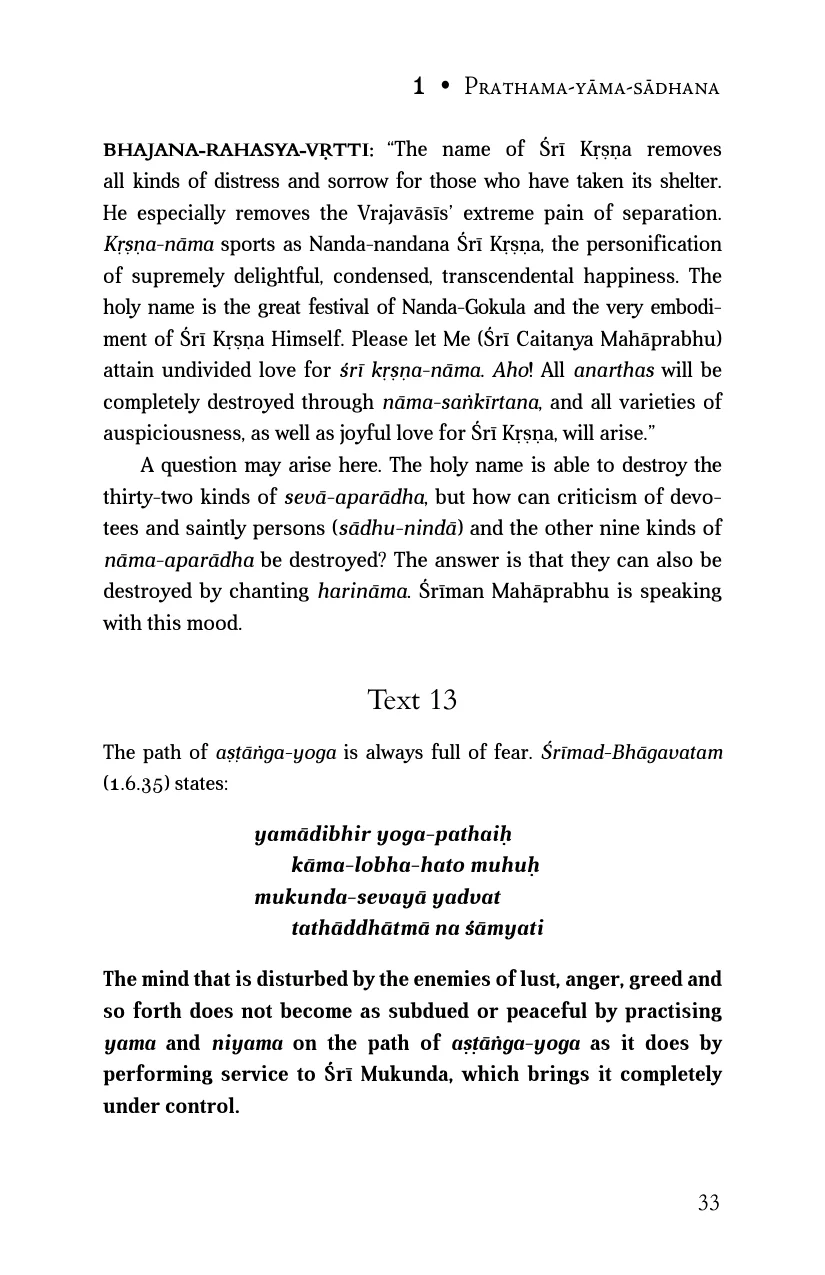 1 • Prathama-yāma-sādhana
BHAJANA-RAHASYA-VṚTTI: “The name of Śrī Kṛṣṇa removes
all kinds of distress and sorrow for those who have taken its shelter.
He especially removes the Vrajavāsīs’ extreme pain of separation.
Kṛṣṇa-nāma sports as Nanda-nandana Śrī Kṛṣṇa, the personification
of supremely delightful, condensed, transcendental happiness. The
holy name is the great festival of Nanda-Gokula and the very embodi-
ment of Śrī Kṛṣṇa Himself. Please let Me (Śrī Caitanya Mahāprabhu)
attain undivided love for śrī kṛṣṇa-nāma. Aho! All anarthas will be
completely destroyed through nāma-saṅkīrtana, and all varieties of
auspiciousness, as well as joyful love for Śrī Kṛṣṇa, will arise.”
A question may arise here. The holy name is able to destroy the
thirty-two kinds of sevā-aparādha, but how can criticism of devo-
tees and saintly persons (sādhu-nindā) and the other nine kinds of
nāma-aparādha be destroyed? The answer is that they can also be
destroyed by chanting harināma. Śrīman Mahāprabhu is speaking
with this mood.
Text 13
The path of aṣṭāṅga-yoga is always full of fear. Śrīmad-Bhāgavatam
(1.6.35) states:
yamādibhir yoga-pathaiḥ
kāma-lobha-hato muhuḥ
mukunda-sevayā yadvat
tathāddhātmā na śāmyati
The mind that is disturbed by the enemies of lust, anger, greed and
so forth does not become as subdued or peaceful by practising
yama and niyama on the path of aṣṭāṅga-yoga as it does by
performing service to Śrī Mukunda, which brings it completely
under control.
33